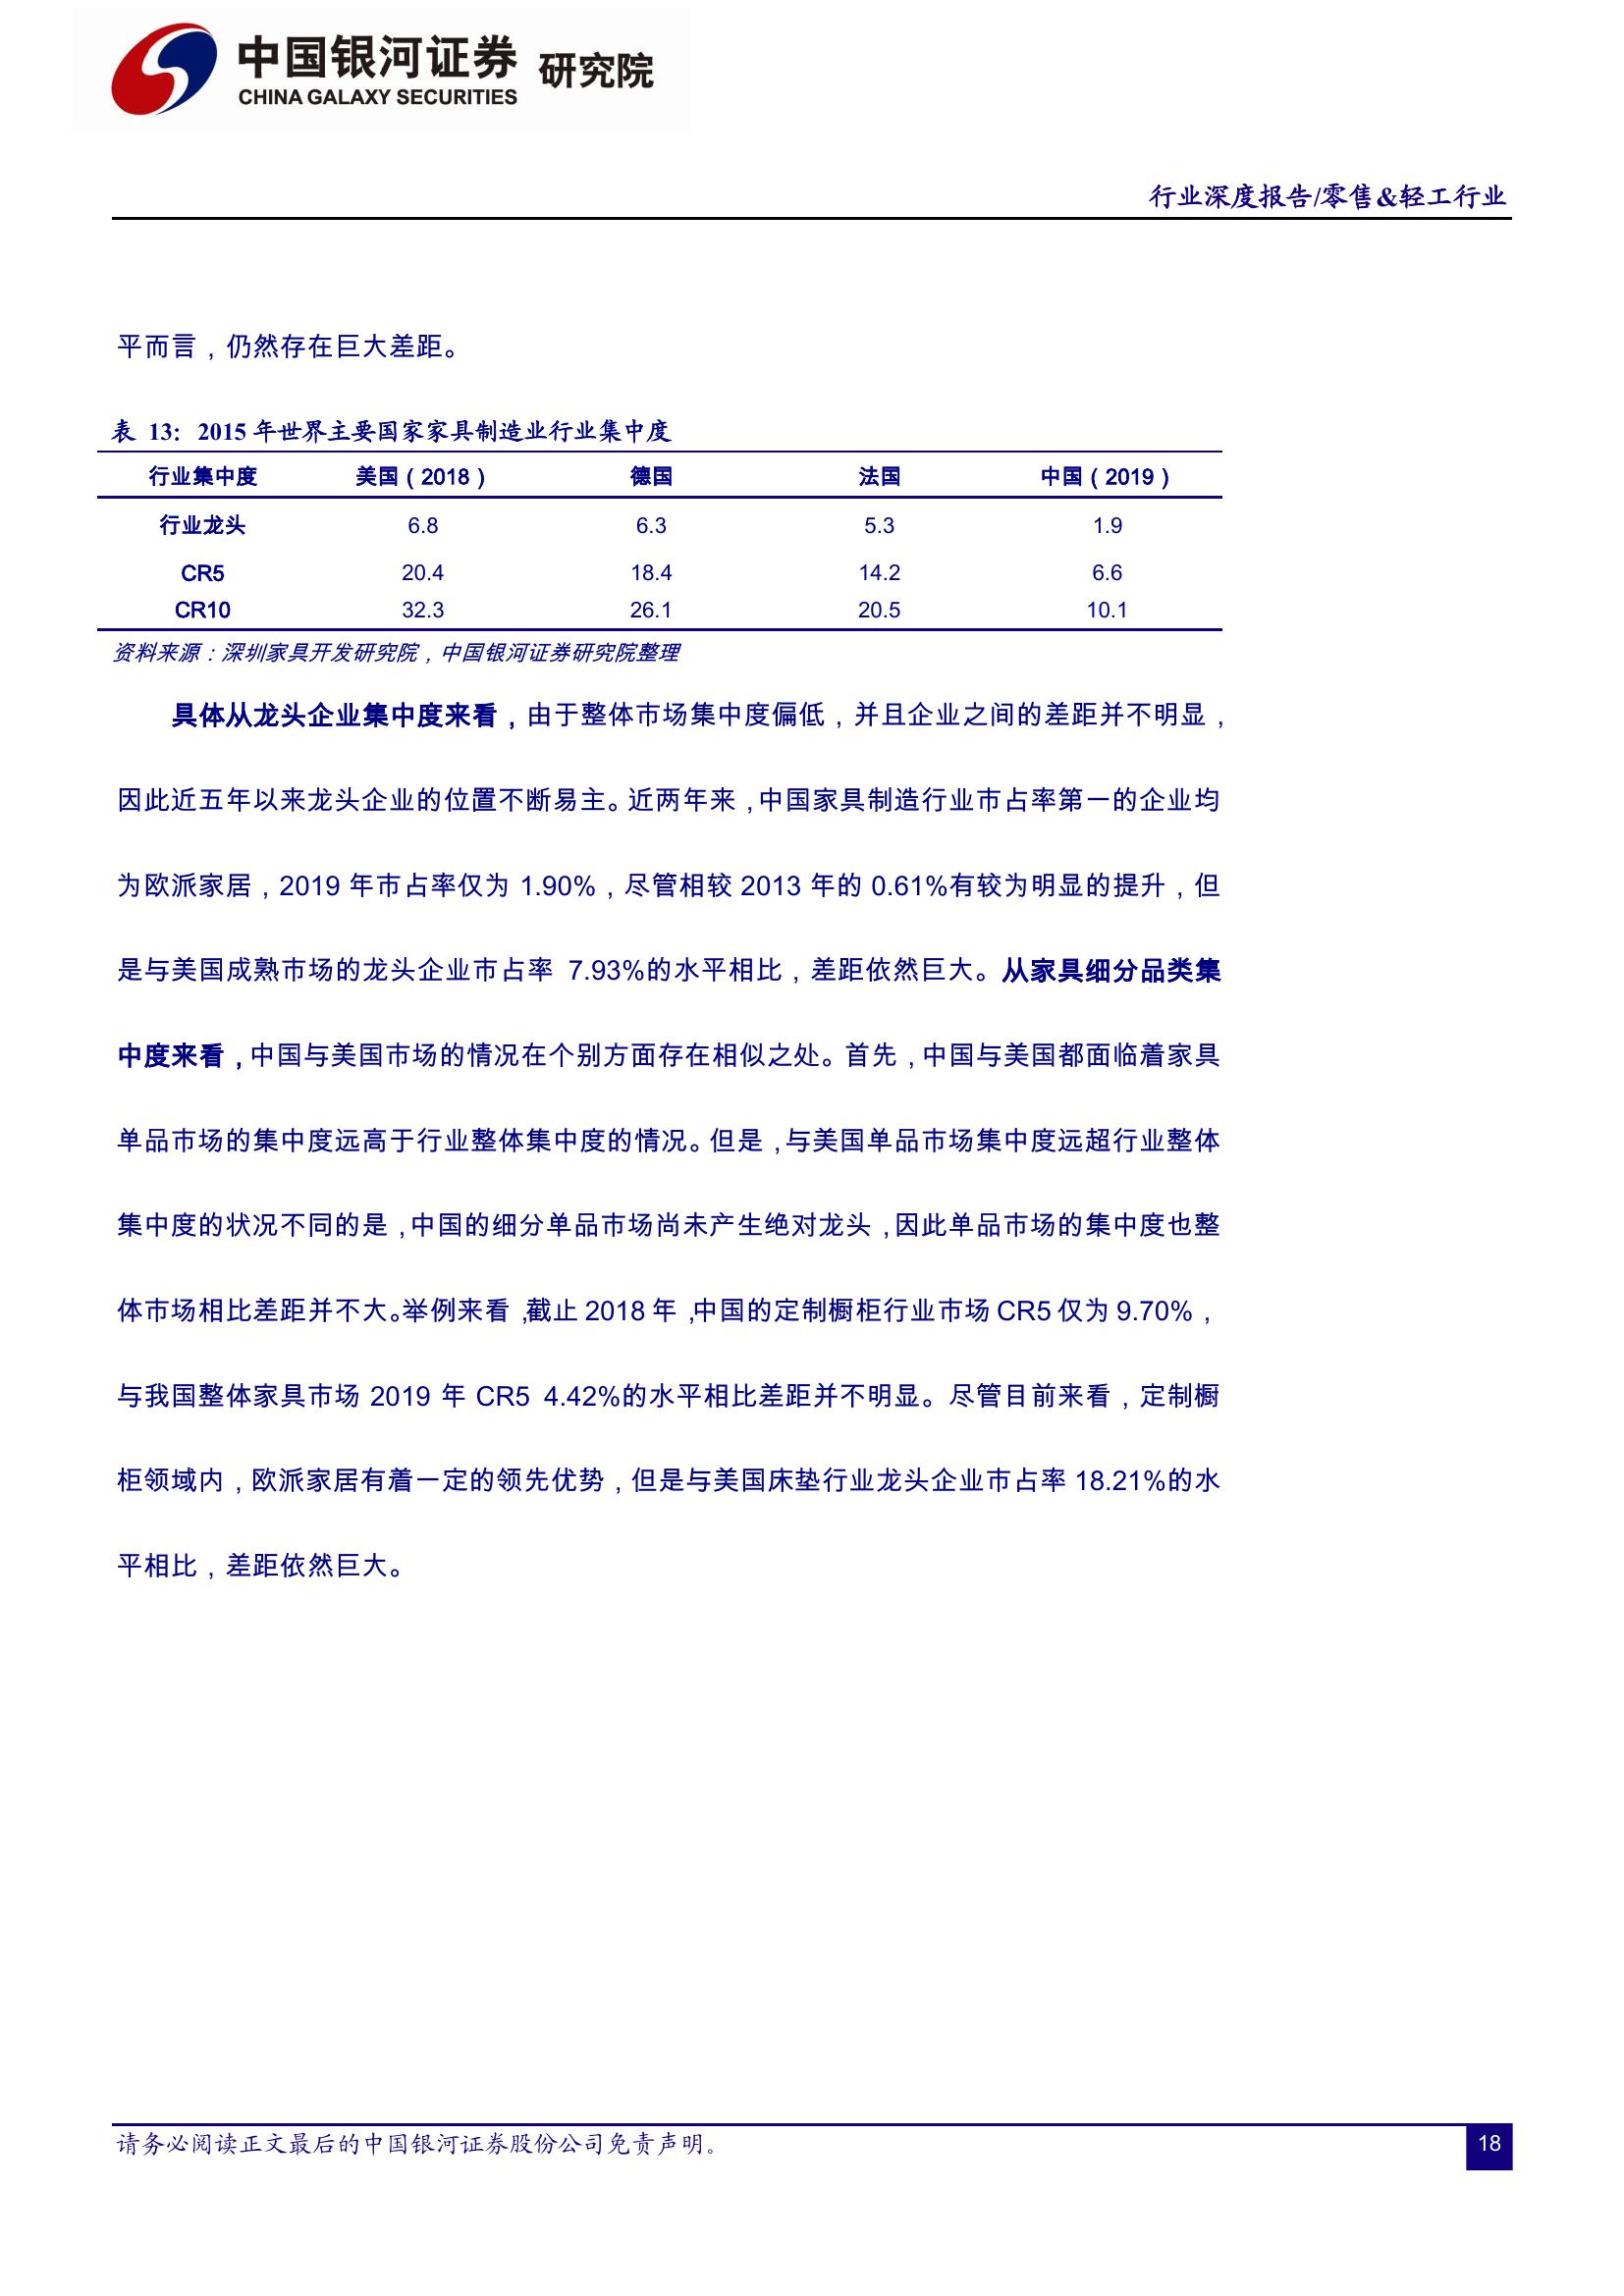 中国银河证券 研究院
CHINA GALAXY SECURITIES
行业深度报告/零售&轻工行业
平而言，仍然存在巨大差距。
表 13：2015 年世界主要国家家具制造业行业集中度
行业集中度 美国（2018） 德国 法国 中国（2019）
行业龙头 6.8 6.3 5.3 1.9
CR5 20.4 18.4 14.2 6.6
CR10 32.3 26.1 20.5 10.1
资料来源：深圳家具开发研究院，中国银河证券研究院整理
具体从龙头企业集中度来看，由于整体市场集中度偏低，并且企业之间的差距并不明显，
因此近五年以来龙头企业的位置不断易主。近两年来，中国家具制造行业市占率第一的企业均
为欧派家居，2019 年市占率仅为 1.90%，尽管相较 2013 年的 0.61%有较为明显的提升，但
是与美国成熟市场的龙头企业市占率 7.93%的水平相比，差距依然巨大。从家具细分品类集
中度来看，中国与美国市场的情况在个别方面存在相似之处。首先，中国与美国都面临着家具
单品市场的集中度远高于行业整体集中度的情况。但是，与美国单品市场集中度远超行业整体
集中度的状况不同的是，中国的细分单品市场尚未产生绝对龙头，因此单品市场的集中度也整
体市场相比差距并不大。举例来看，截止 2018 年，中国的定制橱柜行业市场 CR5 仅为 9.70%，
与我国整体家具市场 2019 年 CR5 4.42%的水平相比差距并不明显。尽管目前来看，定制橱
柜领域内，欧派家居有着一定的领先优势，但是与美国床垫行业龙头企业市占率 18.21%的水
平相比，差距依然巨大。
请务必阅读正文最后的中国银河证券股份公司免责声明。
18